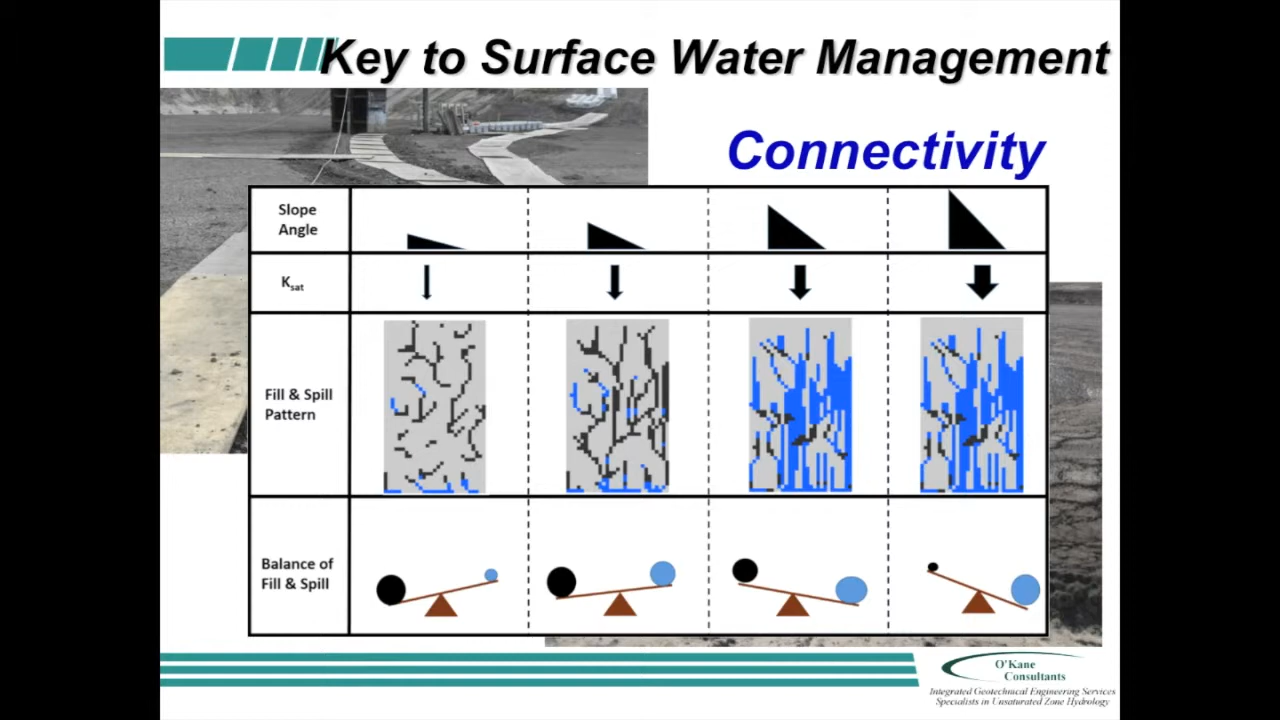 Key to Surface Water Management
Connectivity
Slope
Angle
Ksat
Fill & Spill
Pattern
Balance of
Fill & Spill
O'Kane
Consultants
Integrated Geotechnical Engineering Services
Specialists in Unsaturated Zone Hydrology